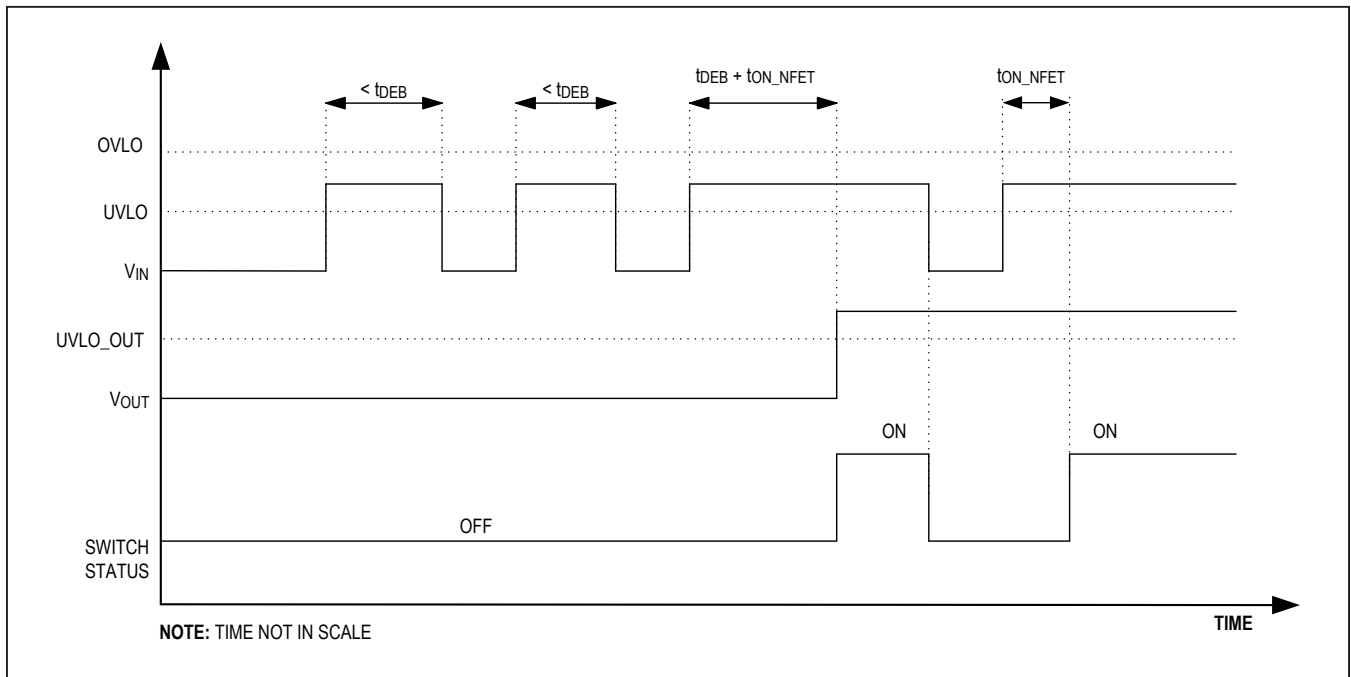 < tDEB
< tDEB
tDEB + tON_NFET
tON_NFET
OVLO
UVLO
VIN
UVLO_OUT
VOUT
ON
ON
OFF
SWITCH
STATUS
TIME
NOTE: TIME NOT IN SCALE